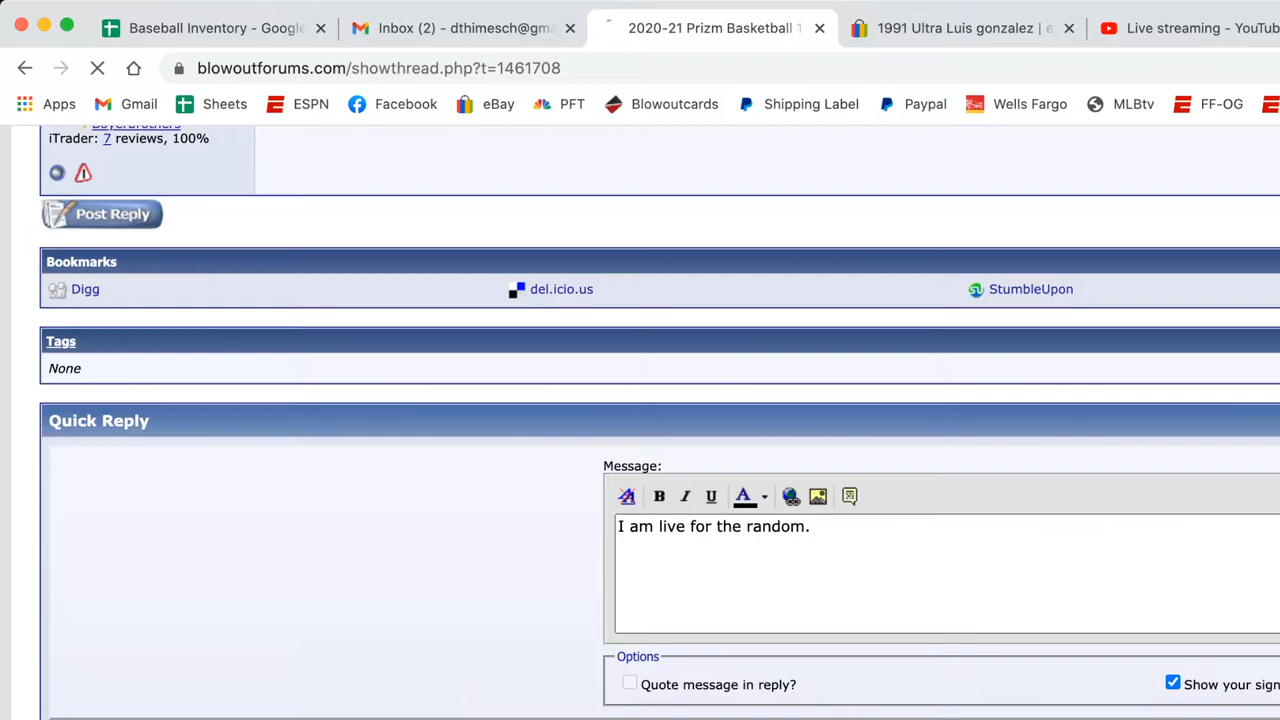 Baseball Inventory - Google
Inbox (2) - dthimesch@gma
2020-21 Prizm Basketball 1
1991 Ultra Luis gonzalez | e
Live streaming - YouTub
blowoutforums.com/showthread.php?t=1461708
Apps Gmail Sheets ESPN Facebook eBay PFT Blowoutcards Shipping Label Paypal Wells Fargo MLBtv FF-OG
BoyerBrothers
iTrader: 7 reviews, 100%
Post Reply
Bookmarks
Digg del.icio.us StumbleUpon
Tags
None
Quick Reply
Message:
B I U A
I am live for the random.
Options
Quote message in reply? Show your sign